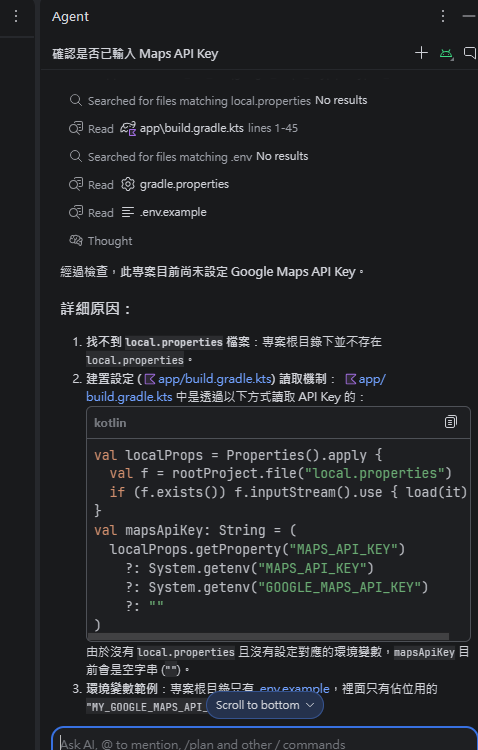 Agent
確認是否已輸入 Maps API Key
Searched for files matching local.properties No results
Read app\build.gradle.kts lines 1-45
Searched for files matching .env No results
Read gradle.properties
Read .env.example
Thought
經過檢查，此專案目前尚未設定 Google Maps API Key。
詳細原因：
1. 找不到 local.properties 檔案：專案根目錄下並不存在
local.properties。
2. 建置設定 ( app/build.gradle.kts) 讀取機制： app/
build.gradle.kts 中是透過以下方式讀取 API Key 的：
kotlin
val localProps = Properties().apply {
val f = rootProject.file("local.properties")
if (f.exists()) f.inputStream().use { load(it)
}
val mapsApiKey: String = (
localProps.getProperty("MAPS_API_KEY")
?: System.getenv("MAPS_API_KEY")
?: System.getenv("GOOGLE_MAPS_API_KEY")
?: ""
)
由於沒有 local.properties 且沒有設定對應的環境變數，mapsApiKey 目
前會是空字串 ("")。
3. 環境變數範例：專案根目錄只有 .env.example，裡面只有佔位用的
"MY_GOOGLE_MAPS_API_
Scroll to bottom
Ask AI, @ to mention, /plan and other / commands